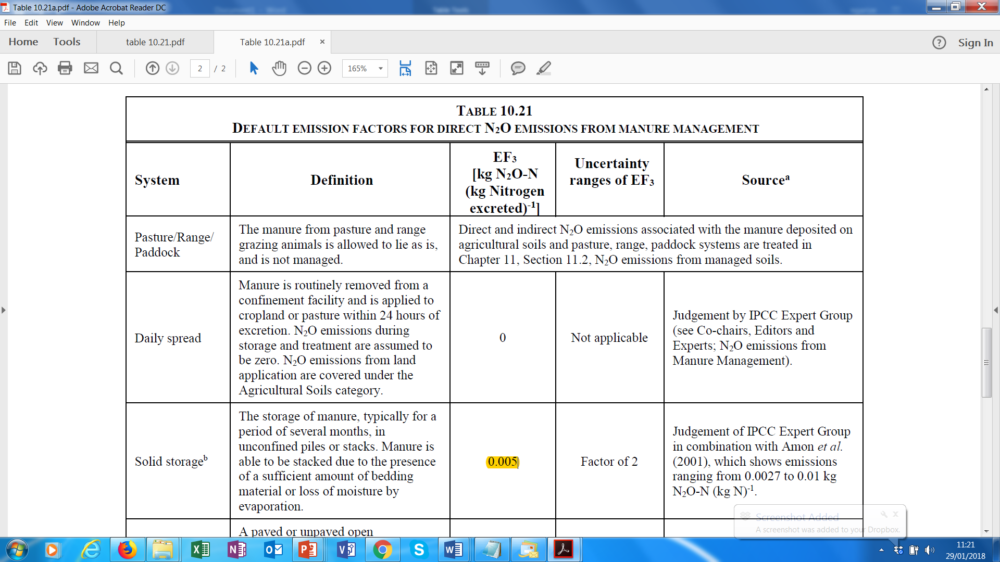 Table 10.21a.pdf - Adobe Acrobat Reader DC
File Edit View Window Help
Home Tools table 10.21.pdf Table 10.21a.pdf × ? Sign In
2 / 2 165%
TABLE 10.21
DEFAULT EMISSION FACTORS FOR DIRECT N2O EMISSIONS FROM MANURE MANAGEMENT
System
Definition
EF3
[kg N2O-N
(kg Nitrogen
excreted)-1]
Uncertainty
ranges of EF3
Sourceª
Pasture/Range/
Paddock
The manure from pasture and range
grazing animals is allowed to lie as is,
and is not managed.
Direct and indirect N2O emissions associated with the manure deposited on
agricultural soils and pasture, range, paddock systems are treated in
Chapter 11, Section 11.2, N2O emissions from managed soils.
Daily spread
Manure is routinely removed from a
confinement facility and is applied to
cropland or pasture within 24 hours of
excretion. N2O emissions during
storage and treatment are assumed to
be zero. N2O emissions from land
application are covered under the
Agricultural Soils category.
0
Not applicable
Judgement by IPCC Expert Group
(see Co-chairs, Editors and
Experts; N2O emissions from
Manure Management).
Solid storageb
The storage of manure, typically for a
period of several months, in
unconfined piles or stacks. Manure is
able to be stacked due to the presence
of a sufficient amount of bedding
material or loss of moisture by
evaporation.
0.005
Factor of 2
Judgement of IPCC Expert Group
in combination with Amon et al.
(2001), which shows emissions
ranging from 0.0027 to 0.01 kg
N2O-N (kg N)-1.
A paved or unpaved open
Screenshot Added
A screenshot was added to your Dropbox.
11:21
29/01/2018